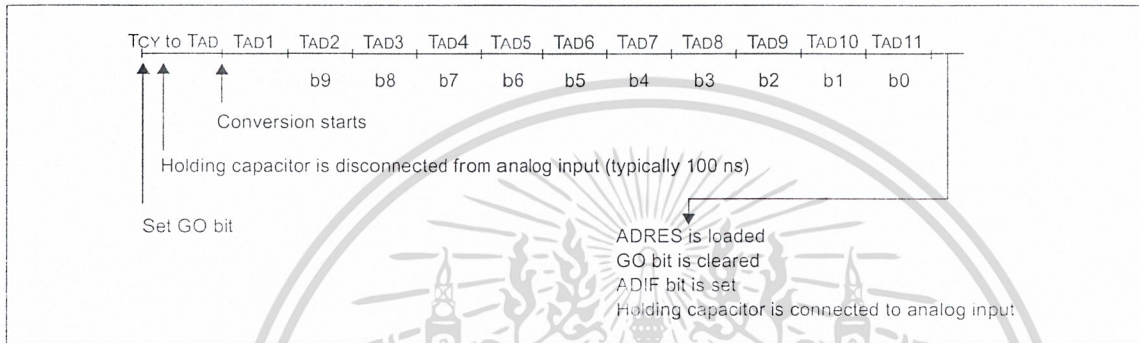 TCY to TAD TAD1 TAD2 TAD3 TAD4 TAD5 TAD6 TAD7 TAD8 TAD9 TAD10 TAD11
b9 b8 b7 b6 b5 b4 b3 b2 b1 b0
Conversion starts
Holding capacitor is disconnected from analog input (typically 100 ns)
Set GO bit
ADRES is loaded
GO bit is cleared
ADIF bit is set
Holding capacitor is connected to analog input